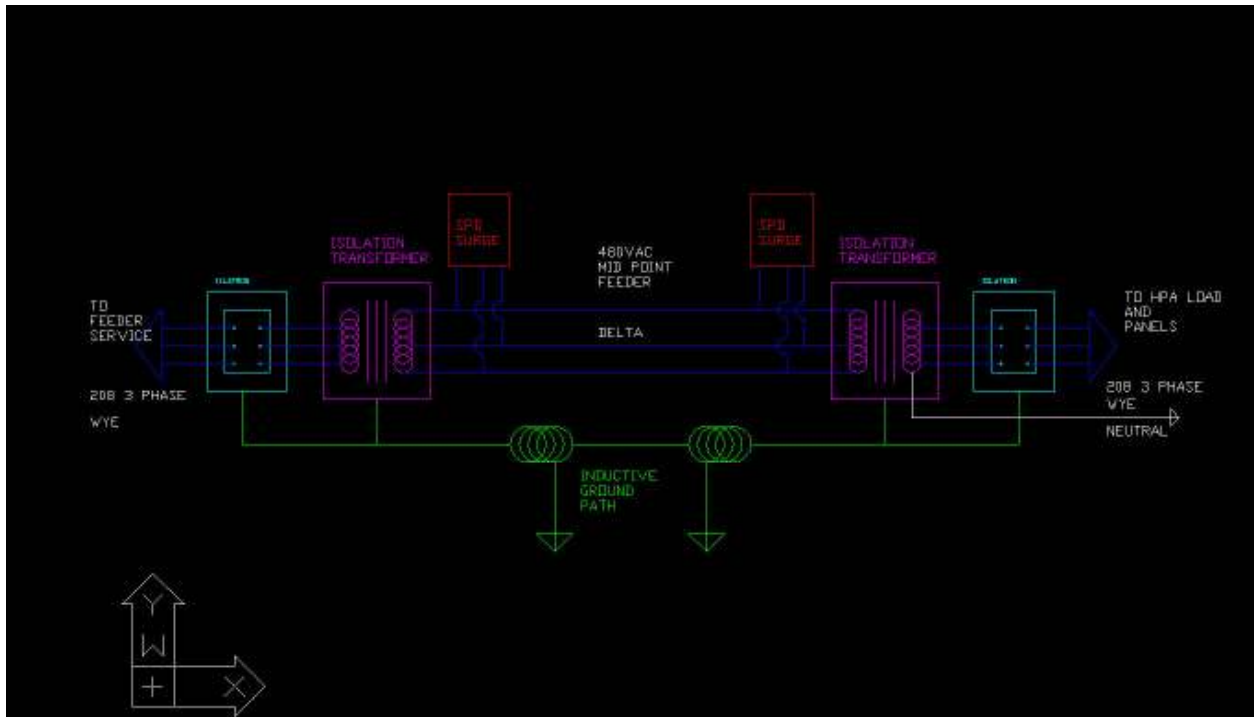 SPD
SURGE
SPD
SURGE
ISOLATION
TRANSFORMER
480VAC
MID POINT
FEEDER
ISOLATION
TRANSFORMER
TO
FEEDER
SERVICE
DELTA
TO HPA LOAD
AND
PANELS
208 3 PHASE
WYE
208 3 PHASE
WYE
NEUTRAL
INDUCTIVE
GROUND
PATH
Y
W
X